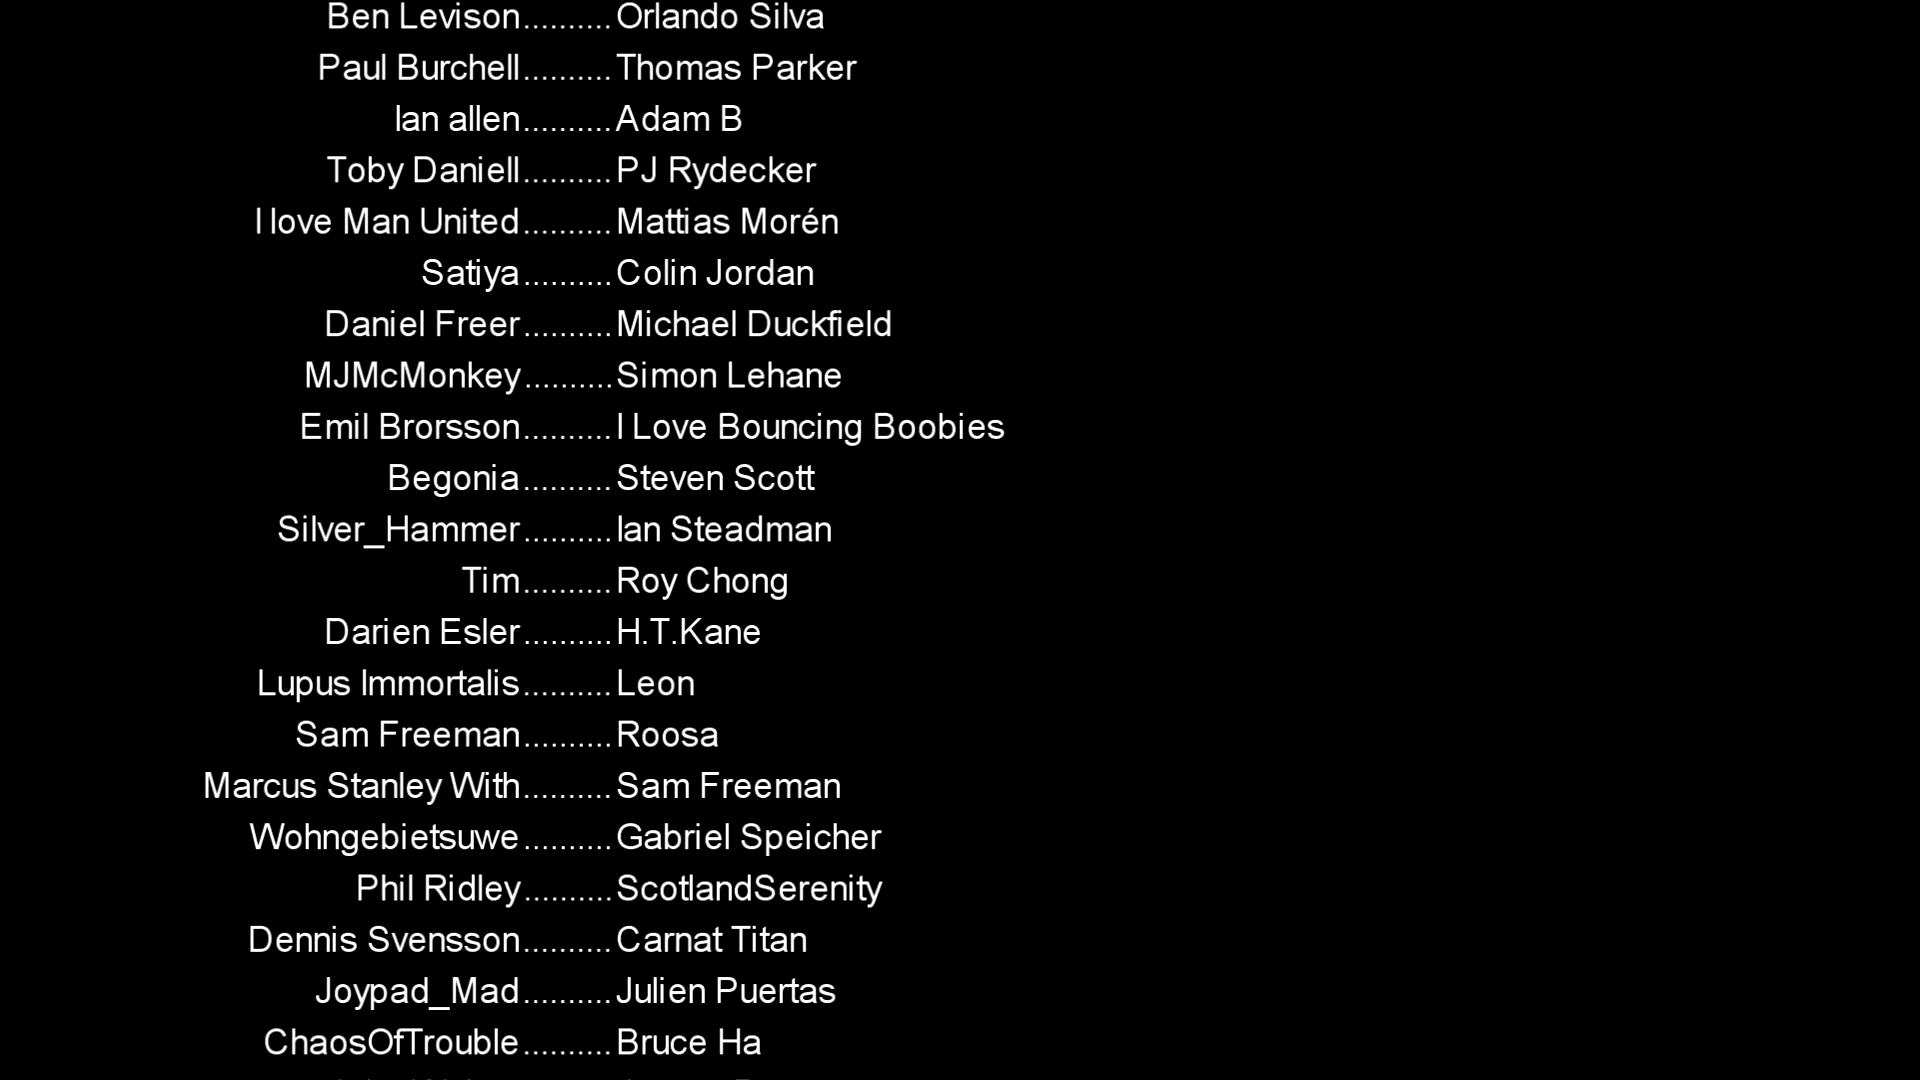 Ben Levison..........Orlando Silva
Paul Burchell..........Thomas Parker
Ian allen..........Adam B
Toby Daniell..........PJ Rydecker
I love Man United..........Mattias Morén
Satiya..........Colin Jordan
Daniel Freer..........Michael Duckfield
MJMcMonkey..........Simon Lehane
Emil Brorsson..........I Love Bouncing Boobies
Begonia..........Steven Scott
Silver_Hammer..........Ian Steadman
Tim..........Roy Chong
Darien Esler..........H.T.Kane
Lupus Immortalis..........Leon
Sam Freeman..........Roosa
Marcus Stanley With..........Sam Freeman
Wohngebietsuwe..........Gabriel Speicher
Phil Ridley..........ScotlandSerenity
Dennis Svensson..........Carnat Titan
Joypad_Mad..........Julien Puertas
ChaosOfTrouble..........Bruce Ha